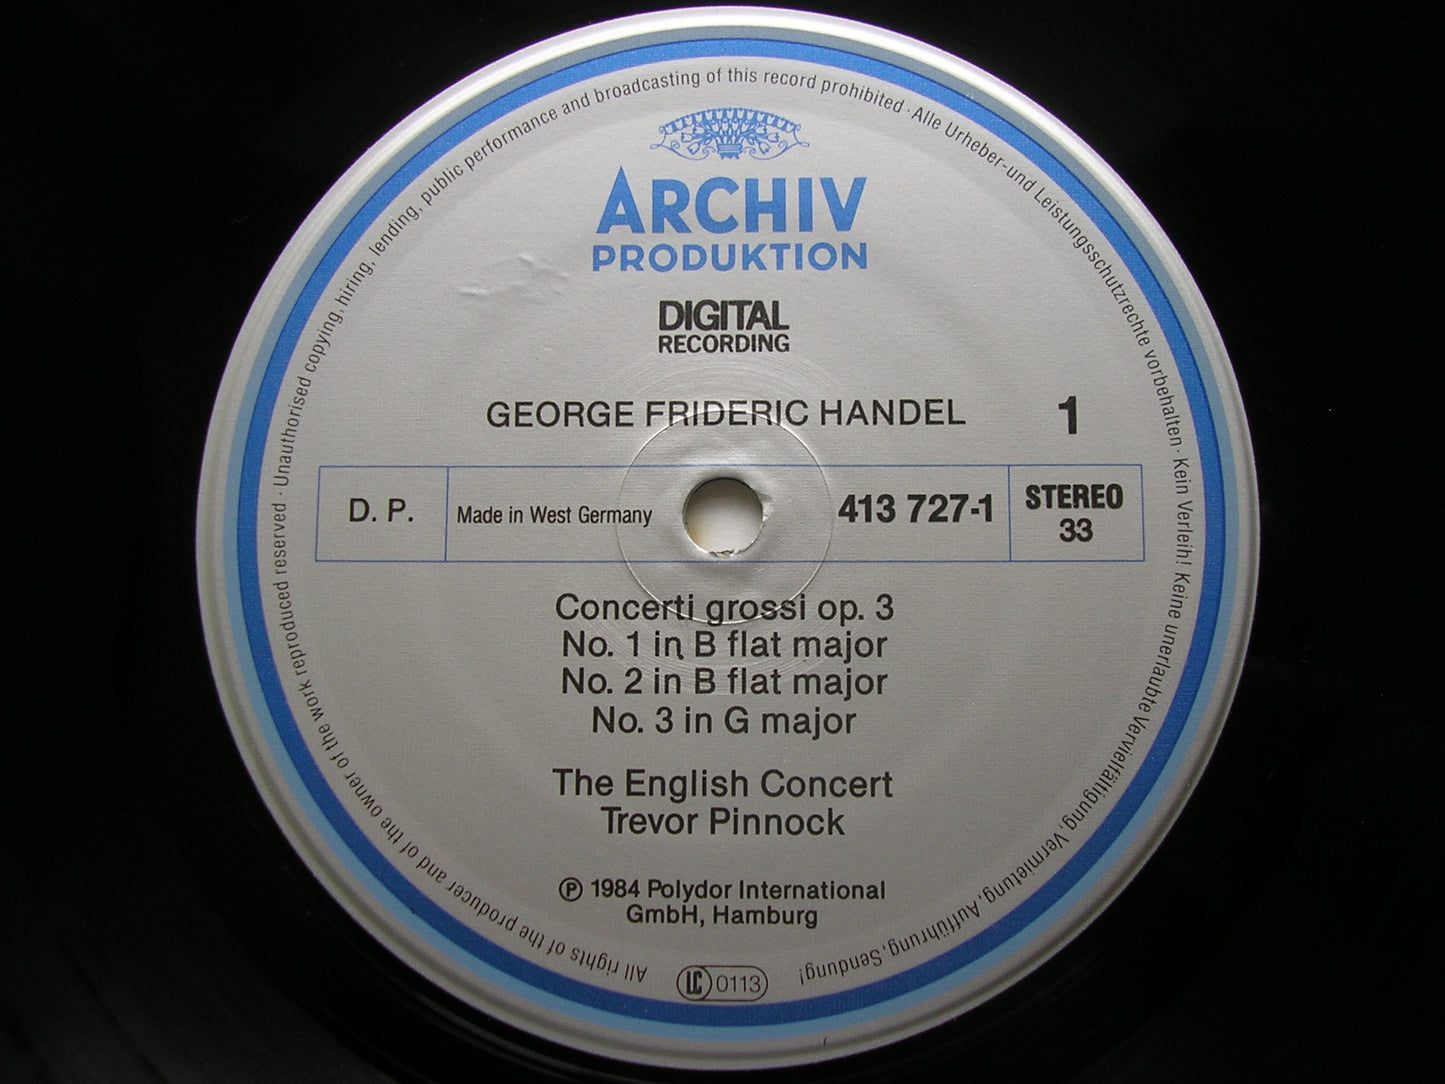 All rights of the producer and of the owner of the work reproduced reserved · Unauthorised copying, hiring, lending, public performance and broadcasting of this record prohibited · Alle Urheber- und Leistungsschutzrechte vorbehalten · Kein Verleih! Keine unerlaubte Vervielfältigung, Vermietung, Aufführung, Sendung!
ARCHIV
PRODUKTION
DIGITAL
RECORDING
GEORGE FRIDERIC HANDEL 1
D. P. Made in West Germany 413 727-1 STEREO
33
Concerti grossi op. 3
No. 1 in B flat major
No. 2 in B flat major
No. 3 in G major
The English Concert
Trevor Pinnock
℗ 1984 Polydor International
GmbH, Hamburg
LC 0113